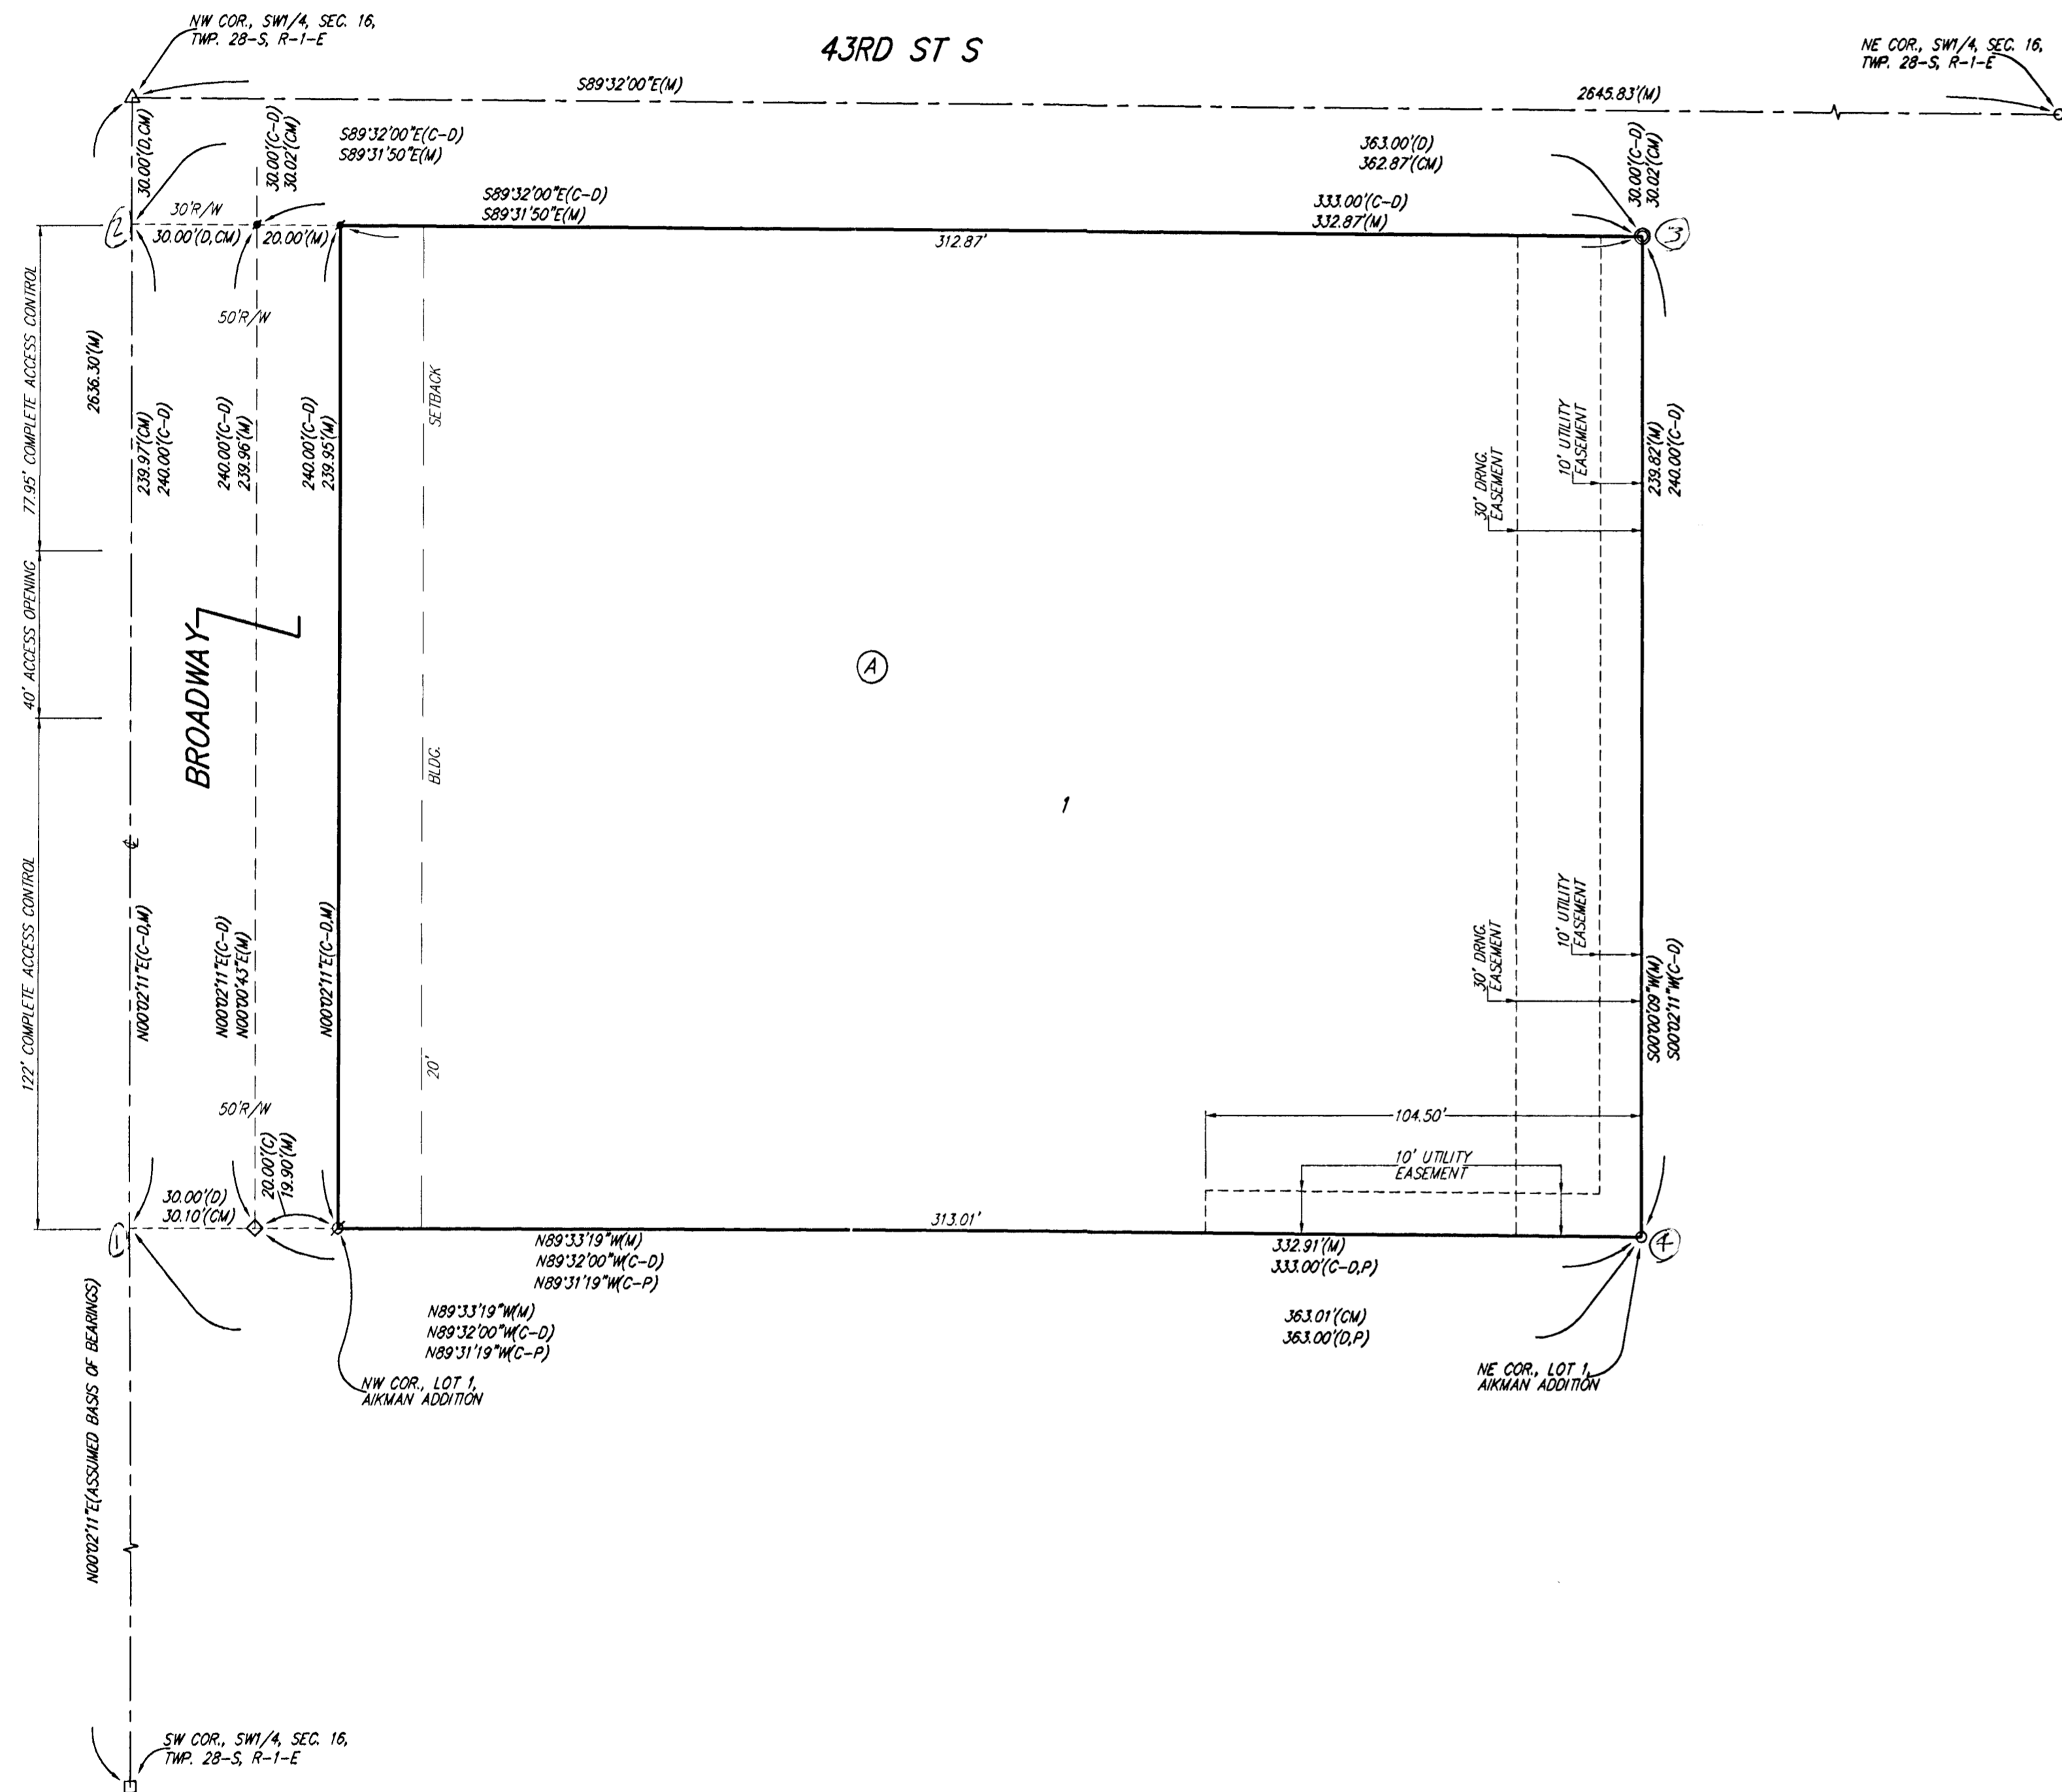 NW COR., SW1/4, SEC. 16,
TWP. 28-S, R-1-E
43RD ST S
NE COR., SW1/4, SEC. 16,
TWP. 28-S, R-1-E
S89°32'00"E(M)
2645.83'(M)
30.00'(D,CM)
30.00'(C-D)
30.02'(CM)
S89°32'00"E(C-D)
S89°31'50"E(M)
363.00'(D)
362.87'(CM)
30.00'(C-D)
30.02'(CM)
S89°32'00"E(C-D)
S89°31'50"E(M)
333.00'(C-D)
332.87'(M)
2
30'R/W
30.00'(D,CM)
20.00'(M)
312.87'
3
50'R/W
77.95' COMPLETE ACCESS CONTROL
2636.30'(M)
239.97'(CM)
240.00'(C-D)
240.00'(C-D)
239.96'(M)
240.00'(C-D)
239.95'(M)
SETBACK
30' DRNG.
EASEMENT
10' UTILITY
EASEMENT
239.82'(M)
240.00'(C-D)
40' ACCESS OPENING
BROADWAY
A
BLDG.
1
℄
122' COMPLETE ACCESS CONTROL
N00°02'11"E(C-D,M)
N00°02'11"E(C-D)
N00°00'43"E(M)
N00°02'11"E(C-D,M)
20'
30' DRNG.
EASEMENT
10' UTILITY
EASEMENT
S00°00'09"W(M)
S00°02'11"W(C-D)
50'R/W
104.50'
10' UTILITY
EASEMENT
20.00'(C)
19.90'(M)
30.00'(D)
30.10'(CM)
1
313.01'
4
N89°33'19"W(M)
N89°32'00"W(C-D)
N89°31'19"W(C-P)
332.91'(M)
333.00'(C-D,P)
N89°33'19"W(M)
N89°32'00"W(C-D)
N89°31'19"W(C-P)
363.01'(CM)
363.00'(D,P)
NW COR., LOT 1,
AIKMAN ADDITION
NE COR., LOT 1,
AIKMAN ADDITION
N00°02'11"E(ASSUMED BASIS OF BEARINGS)
SW COR., SW1/4, SEC. 16,
TWP. 28-S, R-1-E